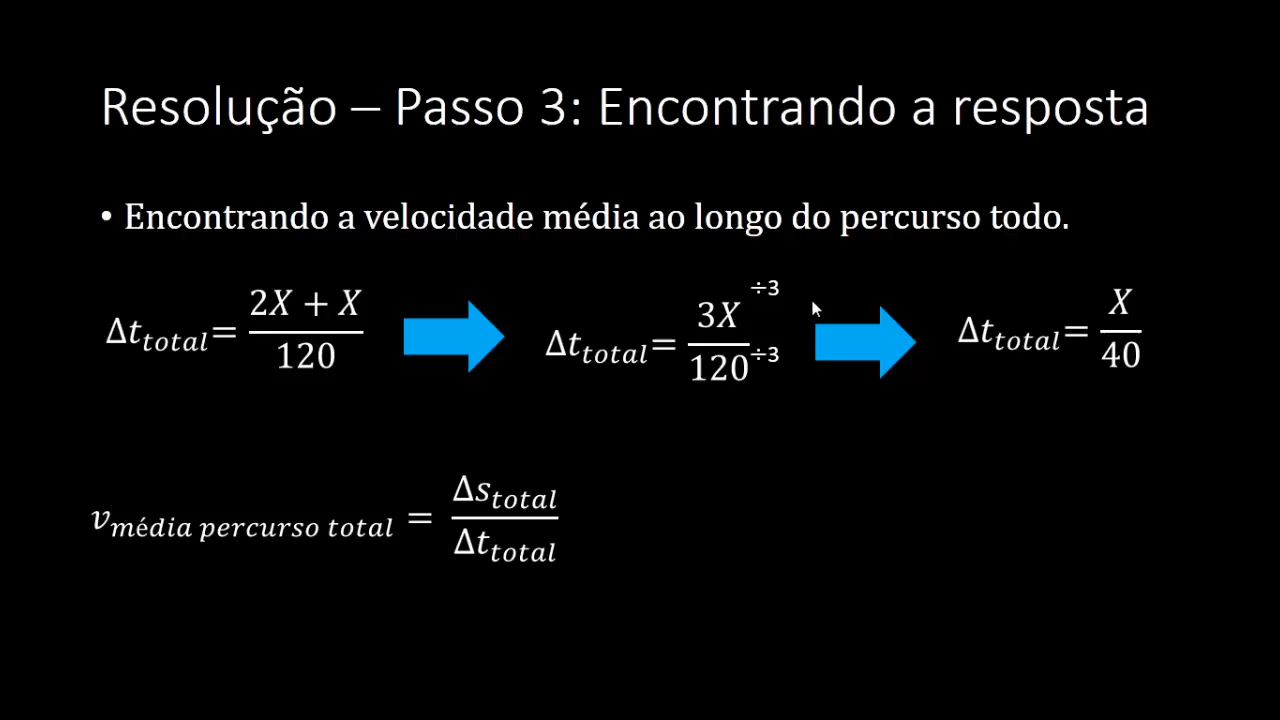 Resolução – Passo 3: Encontrando a resposta
• Encontrando a velocidade média ao longo do percurso todo.
Δt_total = (2X + X)/120
Δt_total = 3X ÷3 / 120 ÷3
Δt_total = X/40
v_média percurso total = Δs_total / Δt_total